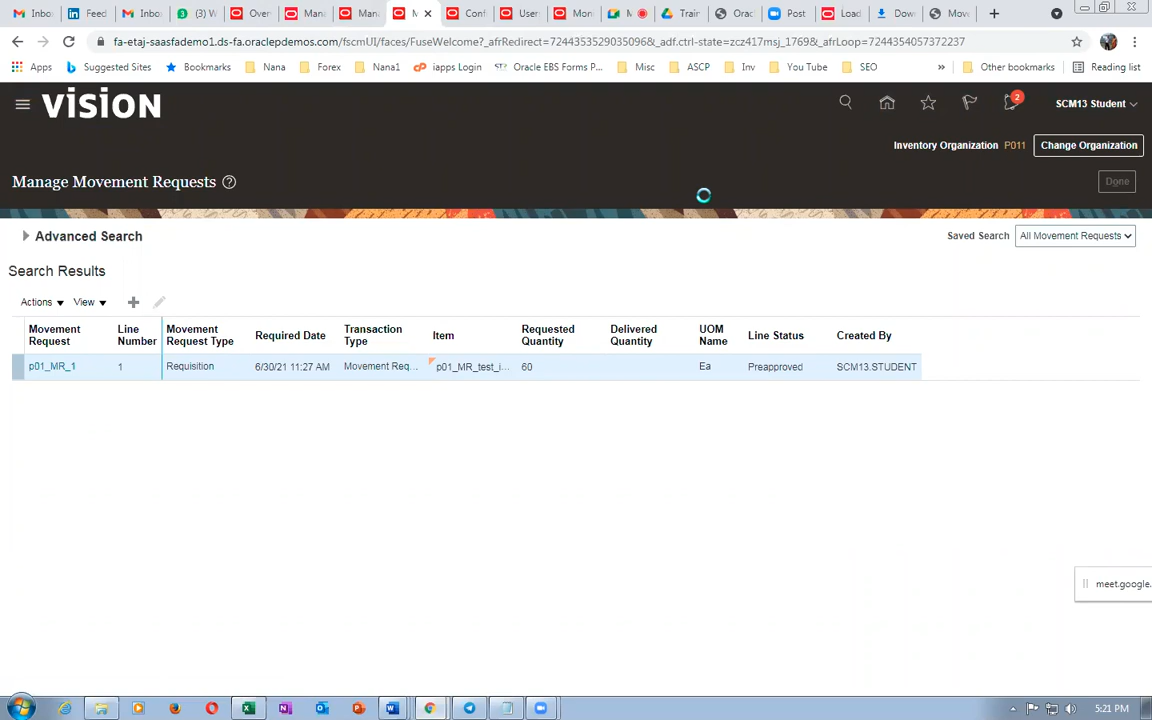 Inbo
Feed
Inbo
(3) W
Over
Mana
Mana
M
Conf
User
Mon
M
Train
Orac
Post
Load
Dow
Mov
fa-etaj-saasfademo1.ds-fa.oraclepdemos.com/fscmUI/faces/FuseWelcome?_afrRedirect=72443535290350​96&_adf.ctrl-state=zcz417msj_1769&_afrLoop=7244354057372237
Apps Suggested Sites Bookmarks Nana Forex Nana1 iapps Login Oracle EBS Forms P... Misc ASCP Inv You Tube SEO » Other bookmarks Reading list
vision
2
SCM13 Student
Inventory Organization P011 Change Organization
Manage Movement Requests ?
Done
Advanced Search
Saved Search All Movement Requests
Search Results
Actions View
Movement Request Line Number Movement Request Type Required Date Transaction Type Item Requested Quantity Delivered Quantity UOM Name Line Status Created By
p01_MR_1 1 Requisition 6/30/21 11:27 AM Movement Req... p01_MR_test_i... 60 Ea Preapproved SCM13.STUDENT
meet.google.
5:21 PM